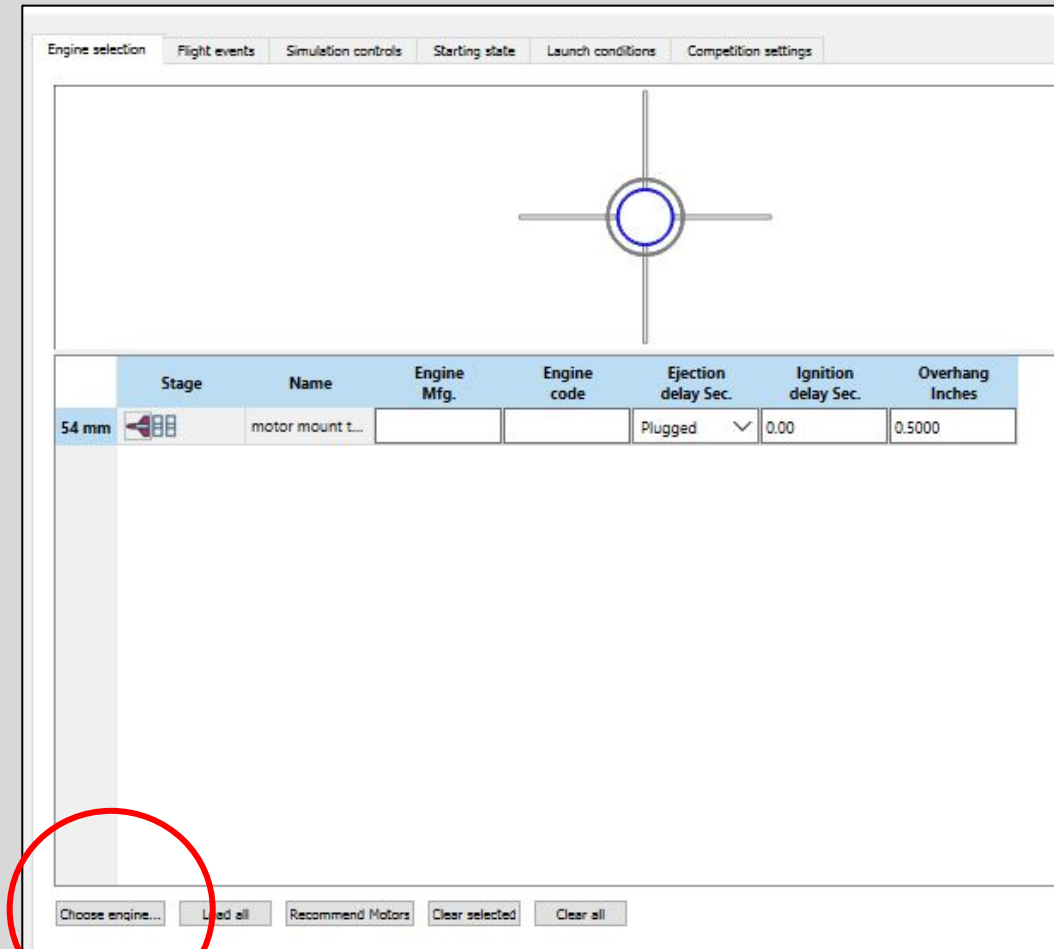 Engine selection Flight events Simulation controls Starting state Launch conditions Competition settings
Stage Name Engine Mfg. Engine code Ejection delay Sec. Ignition delay Sec. Overhang Inches
54 mm motor mount t... Plugged 0.00 0.5000
Choose engine... Load all Recommend Motors Clear selected Clear all